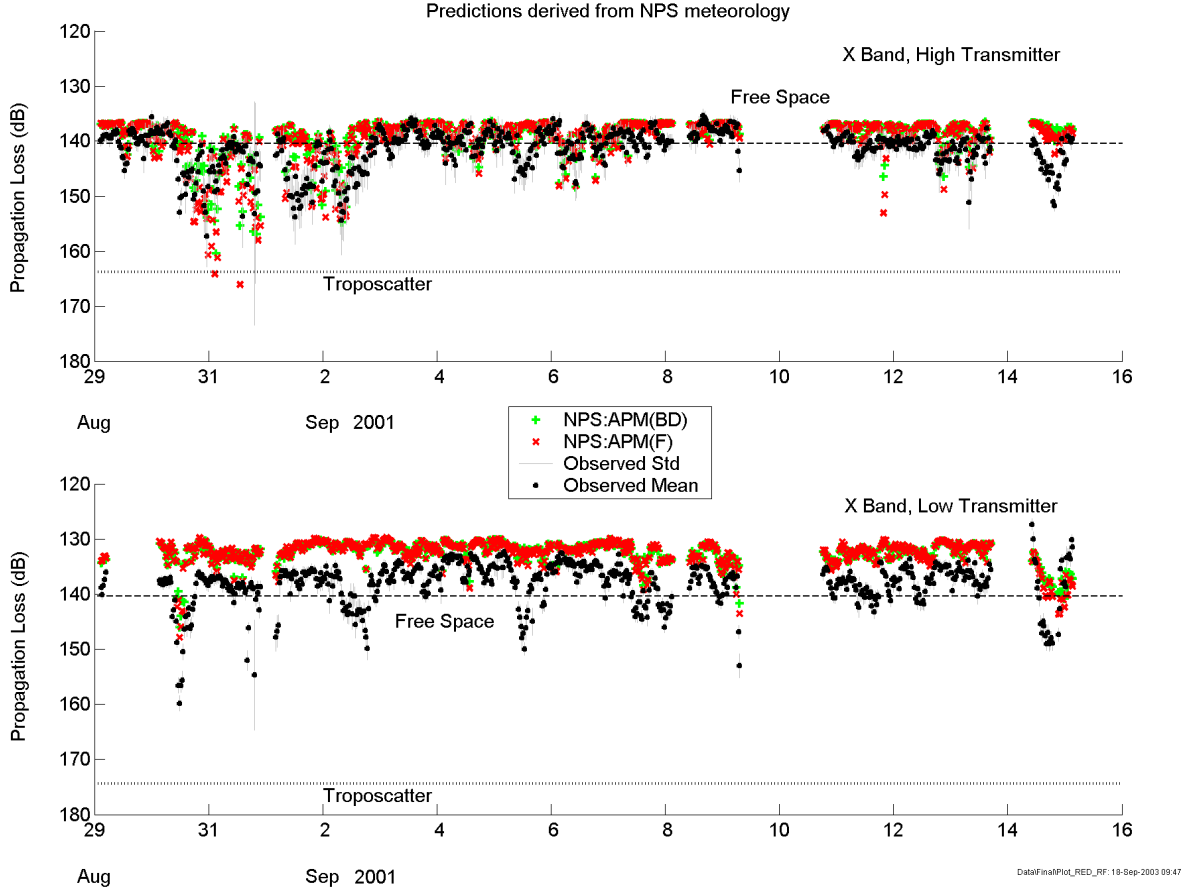 Predictions derived from NPS meteorology
120
130
140
150
160
170
180
Propagation Loss (dB)
X Band, High Transmitter
Free Space
Troposcatter
29
31
2
4
6
8
10
12
14
16
Aug
Sep 2001
NPS:APM(BD)
NPS:APM(F)
Observed Std
Observed Mean
120
130
140
150
160
170
180
Propagation Loss (dB)
X Band, Low Transmitter
Free Space
Troposcatter
29
31
2
4
6
8
10
12
14
16
Aug
Sep 2001
Data\Final\Plot_RED_RF: 18-Sep-2003 09:47